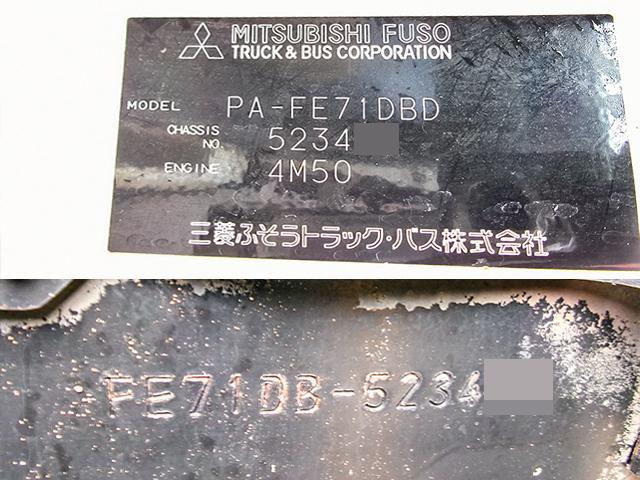 MITSUBISHI FUSO
TRUCK & BUS CORPORATION
MODEL PA-FE71DBD
CHASSIS NO. 5234
ENGINE 4M50
三菱ふそうトラック・バス株式会社
FE71DB-5234